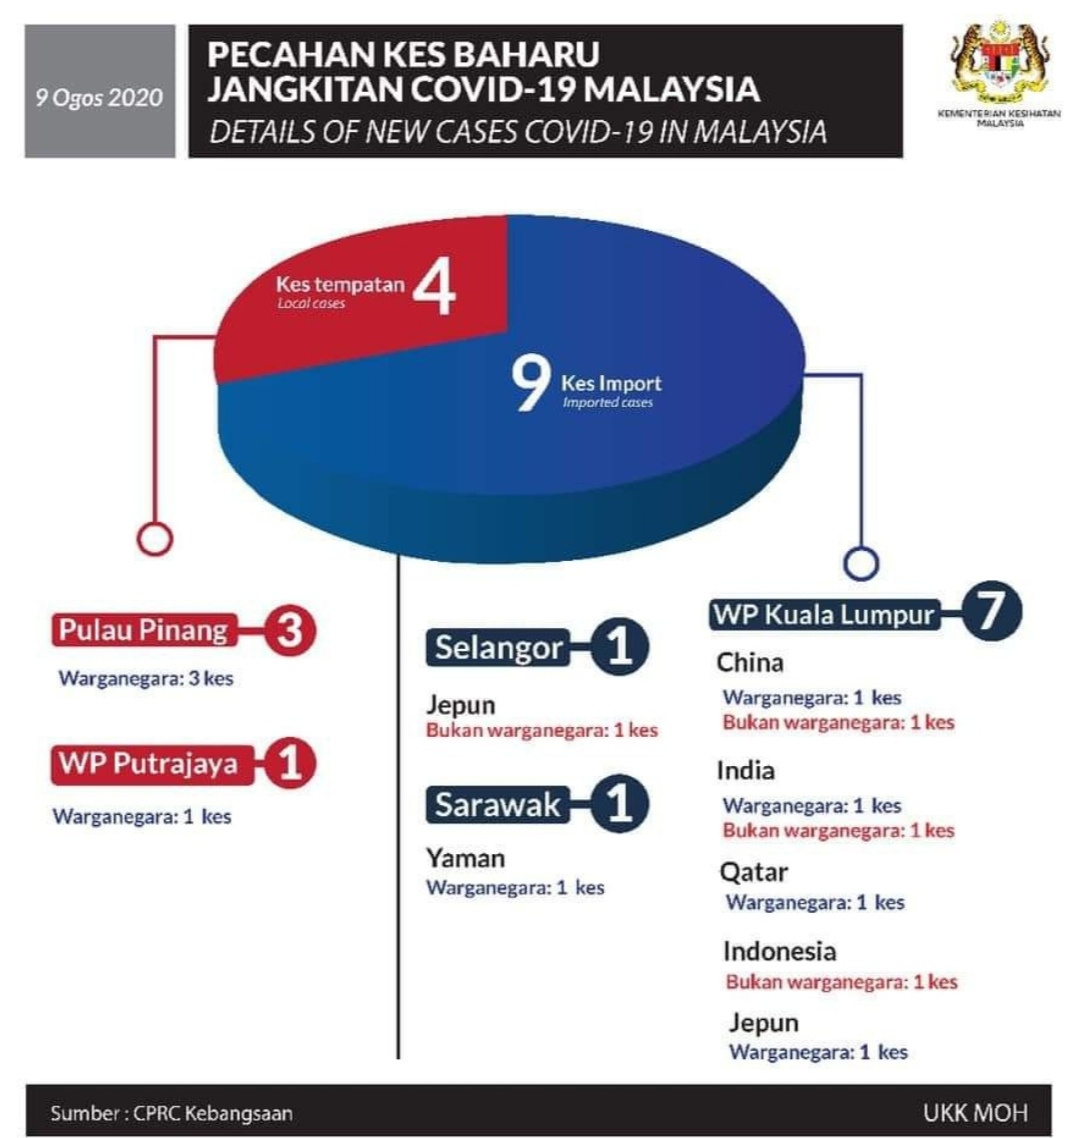 9 Ogos 2020
PECAHAN KES BAHARU
JANGKITAN COVID-19 MALAYSIA
DETAILS OF NEW CASES COVID-19 IN MALAYSIA
KEMENTERIAN KESIHATAN
MALAYSIA
Kes tempatan 4
Local cases
9 Kes Import
Imported cases
Pulau Pinang 3
Warganegara: 3 kes
WP Putrajaya 1
Warganegara: 1 kes
Selangor 1
Jepun
Bukan warganegara: 1 kes
Sarawak 1
Yaman
Warganegara: 1 kes
WP Kuala Lumpur 7
China
Warganegara: 1 kes
Bukan warganegara: 1 kes
India
Warganegara: 1 kes
Bukan warganegara: 1 kes
Qatar
Warganegara: 1 kes
Indonesia
Bukan warganegara: 1 kes
Jepun
Warganegara: 1 kes
Sumber : CPRC Kebangsaan
UKK MOH